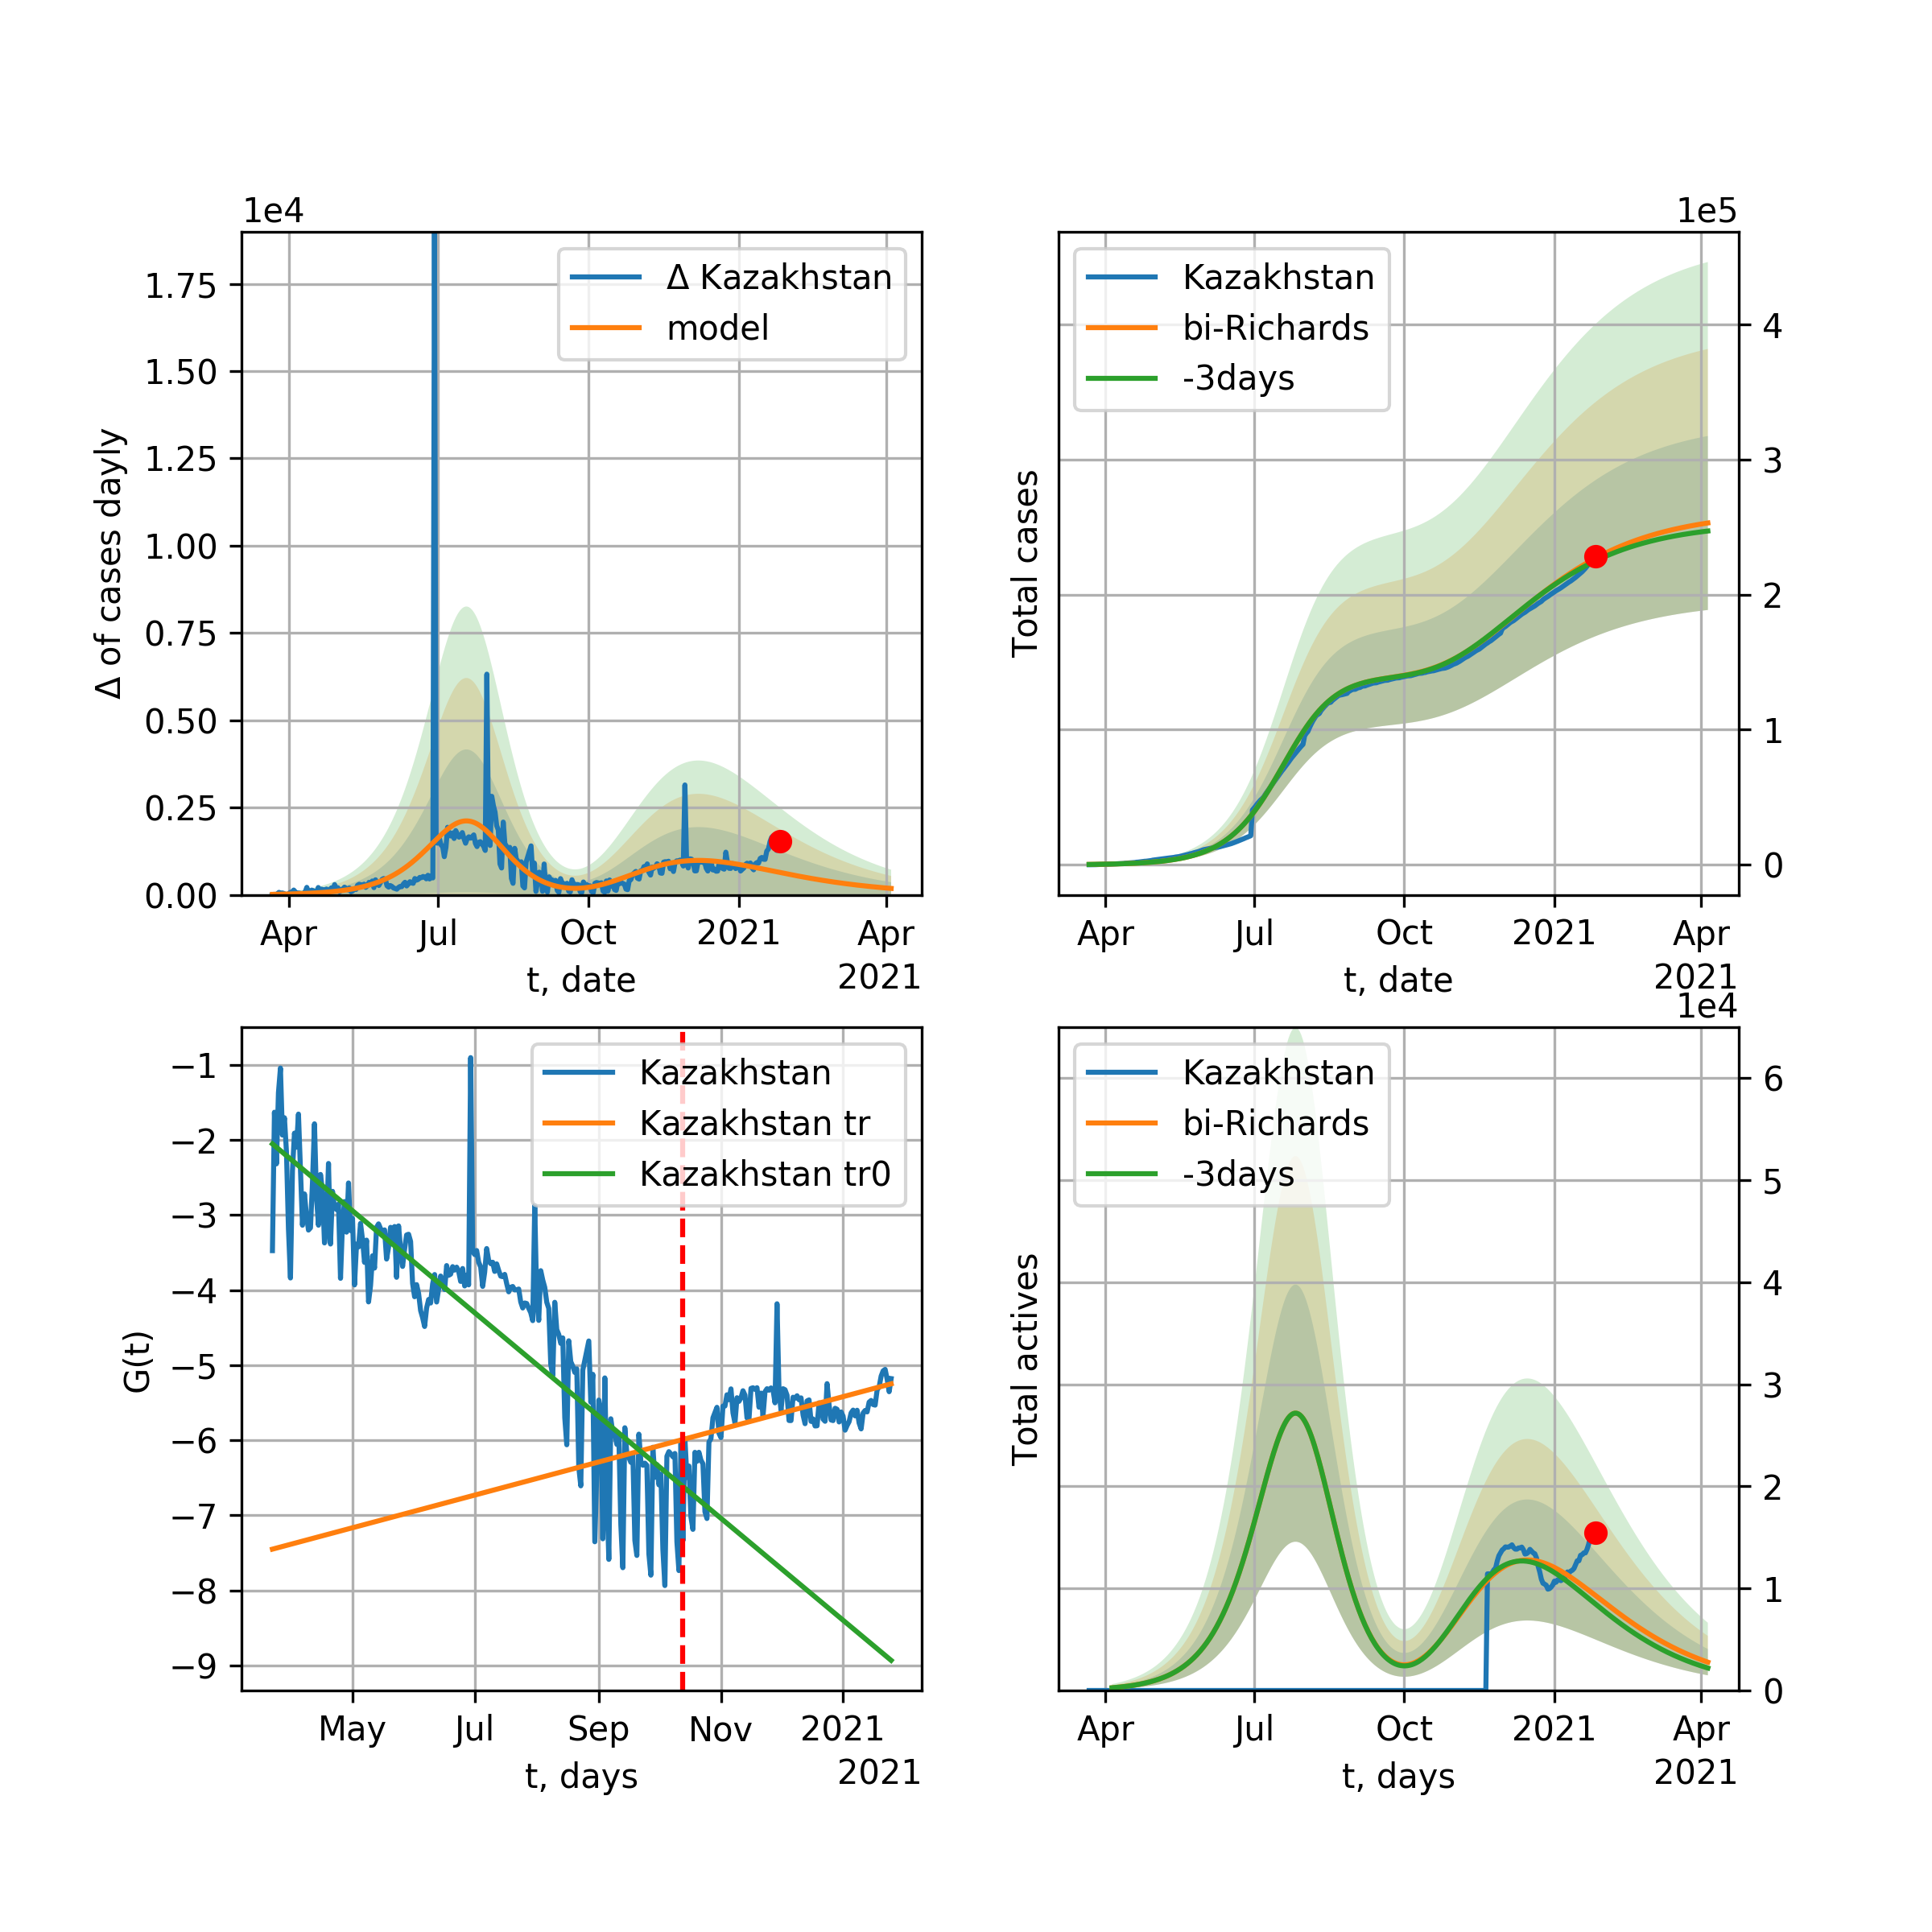 1e4
Δ of cases dayly
1.75
1.50
1.25
1.00
0.75
0.50
0.25
0.00
Δ Kazakhstan
model
Apr Jul Oct 2021 Apr
2021
t, date
1e5
Total cases
Kazakhstan
bi-Richards
-3days
4
3
2
1
0
Apr Jul Oct 2021 Apr
2021
t, date
G(t)
−1
−2
−3
−4
−5
−6
−7
−8
−9
Kazakhstan
Kazakhstan tr
Kazakhstan tr0
May Jul Sep Nov 2021
2021
t, days
1e4
Total actives
Kazakhstan
bi-Richards
-3days
6
5
4
3
2
1
0
Apr Jul Oct 2021 Apr
2021
t, days